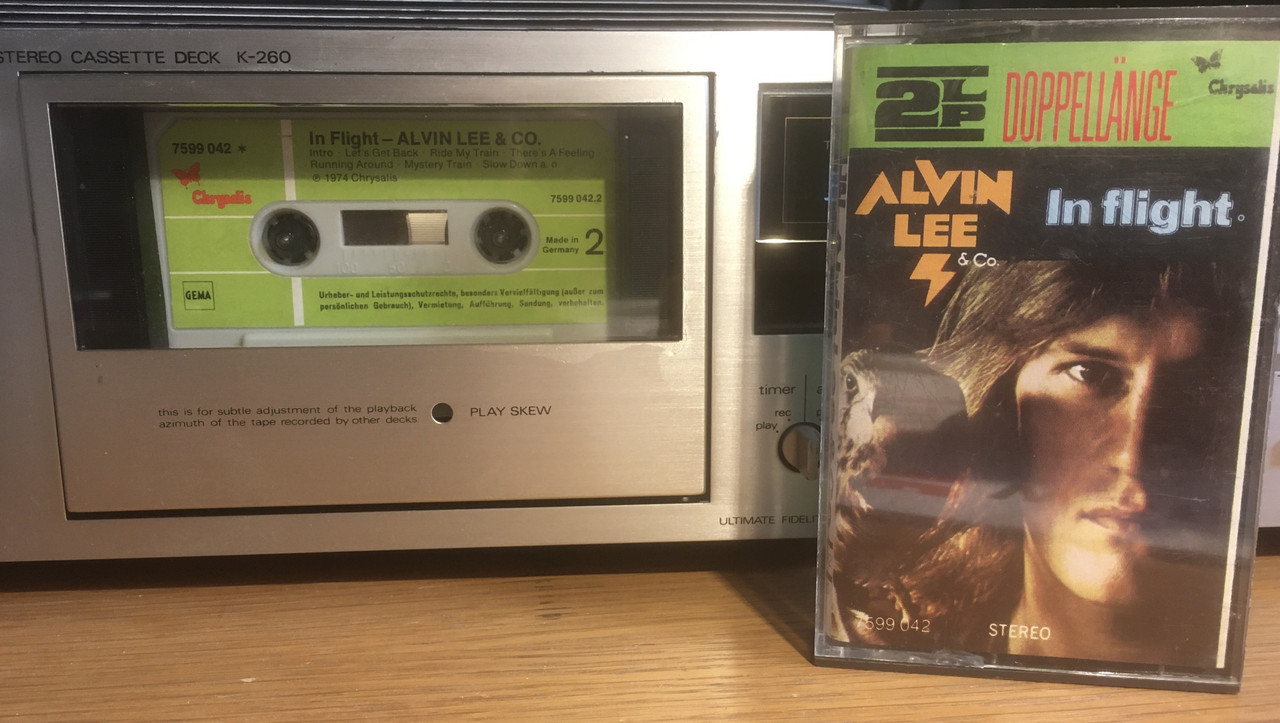 STEREO CASSETTE DECK K-260
7599 042 *
In Flight – ALVIN LEE & CO.
Intro · Let's Get Back · Ride My Train · There's A Feeling
Running Around · Mystery Train · Slow Down a. o.
℗ 1974 Chrysalis
Chrysalis
7599 042.2
Made in
Germany
2
100 50
GEMA
Urheber- und Leistungsschutzrechte, besonders Vervielfältigung (außer zum
persönlichen Gebrauch), Vermietung, Aufführung, Sendung, vorbehalten.
this is for subtle adjustment of the playback
azimuth of the tape recorded by other decks
PLAY SKEW
timer
rec
play
ULTIMATE
2LP
DOPPELLÄNGE
Chrysalis
ALVIN
LEE
& Co.
In flight
7599 042
STEREO